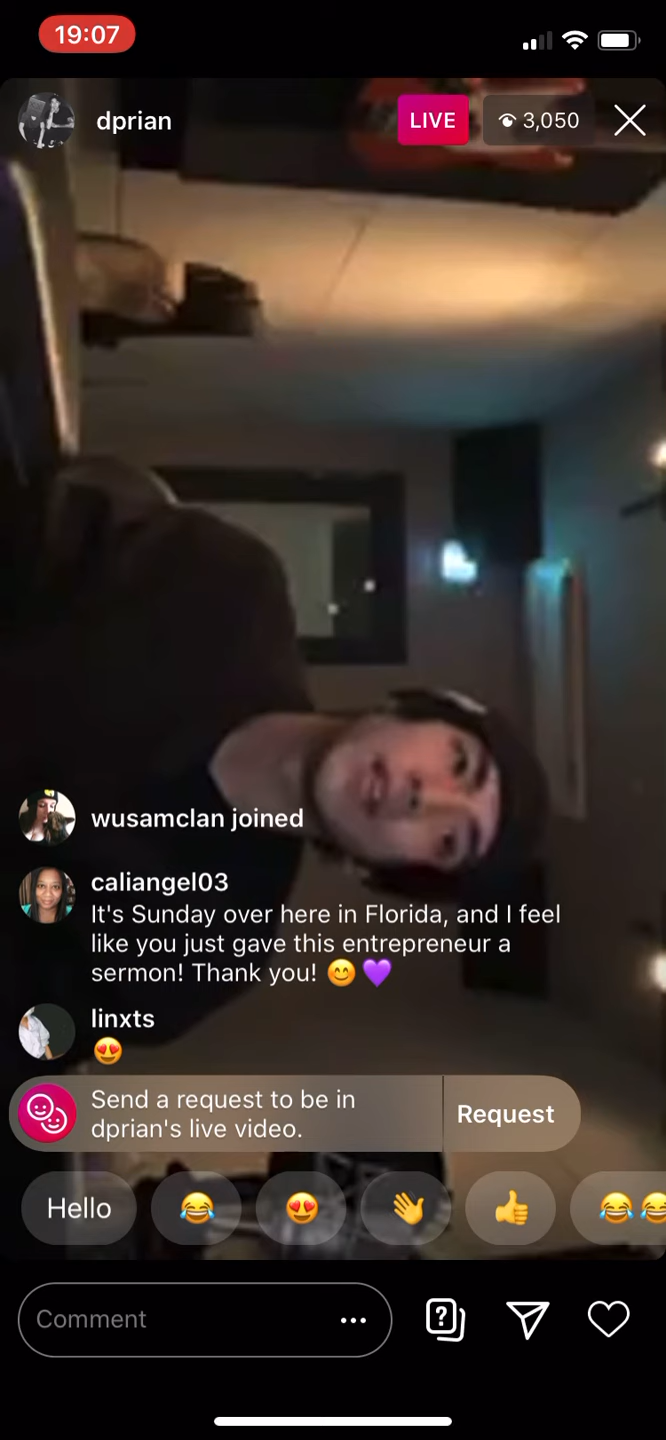 19:07
dprian
LIVE
3,050
wusamclan joined
caliangel03
It's Sunday over here in Florida, and I feel
like you just gave this entrepreneur a
sermon! Thank you! 😊💜
linxts
😍
Send a request to be in
dprian's live video.
Request
Hello 😂 😍 👋 👍 😂😂
Comment